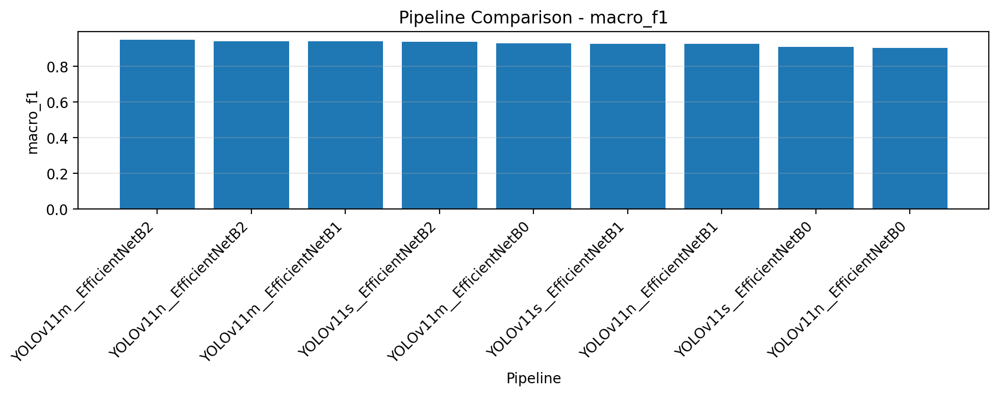 Pipeline Comparison - macro_f1
macro_f1
0.8
0.6
0.4
0.2
0.0
YOLOv11m__EfficientNetB2
YOLOv11n__EfficientNetB2
YOLOv11m__EfficientNetB1
YOLOv11s__EfficientNetB2
YOLOv11m__EfficientNetB0
YOLOv11s__EfficientNetB1
YOLOv11n__EfficientNetB1
YOLOv11s__EfficientNetB0
YOLOv11n__EfficientNetB0
Pipeline